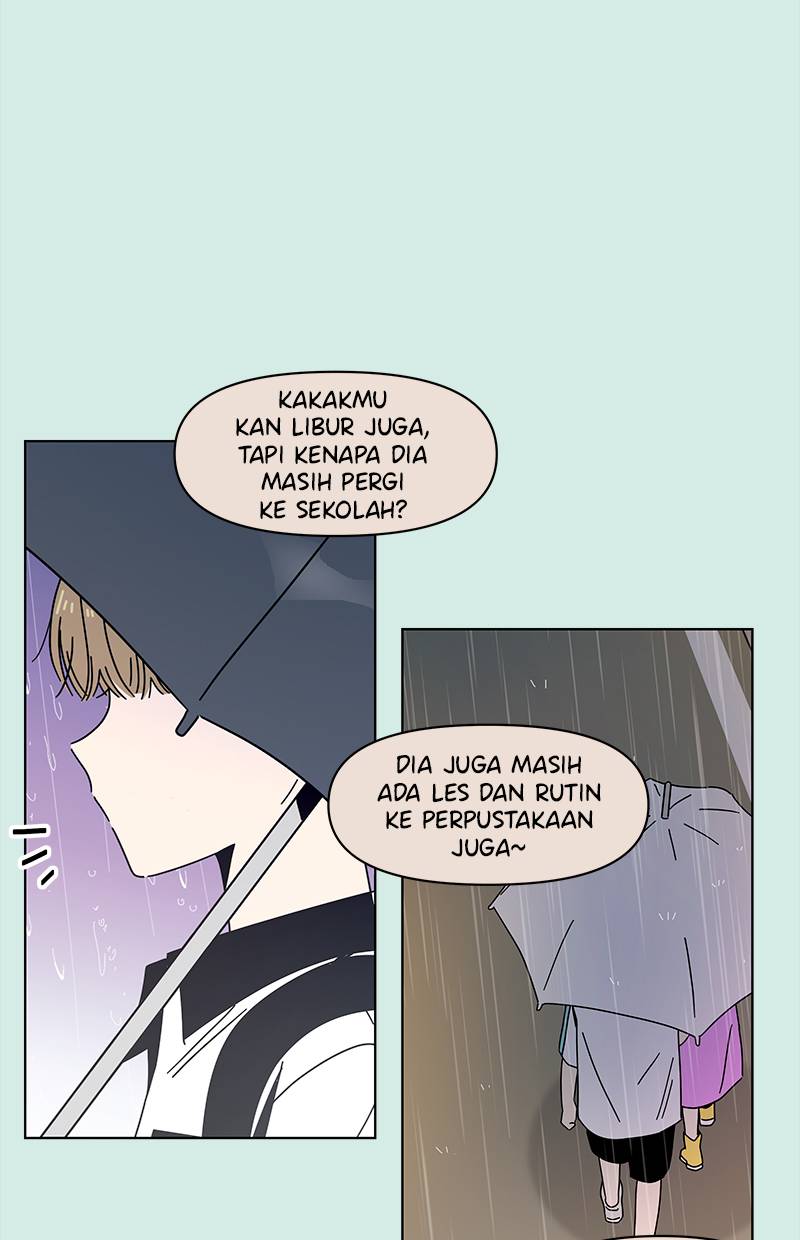 KAKAKMU
KAN LIBUR JUGA,
TAPI KENAPA DIA
MASIH PERGI
KE SEKOLAH?
DIA JUGA MASIH
ADA LES DAN RUTIN
KE PERPUSTAKAAN
JUGA~